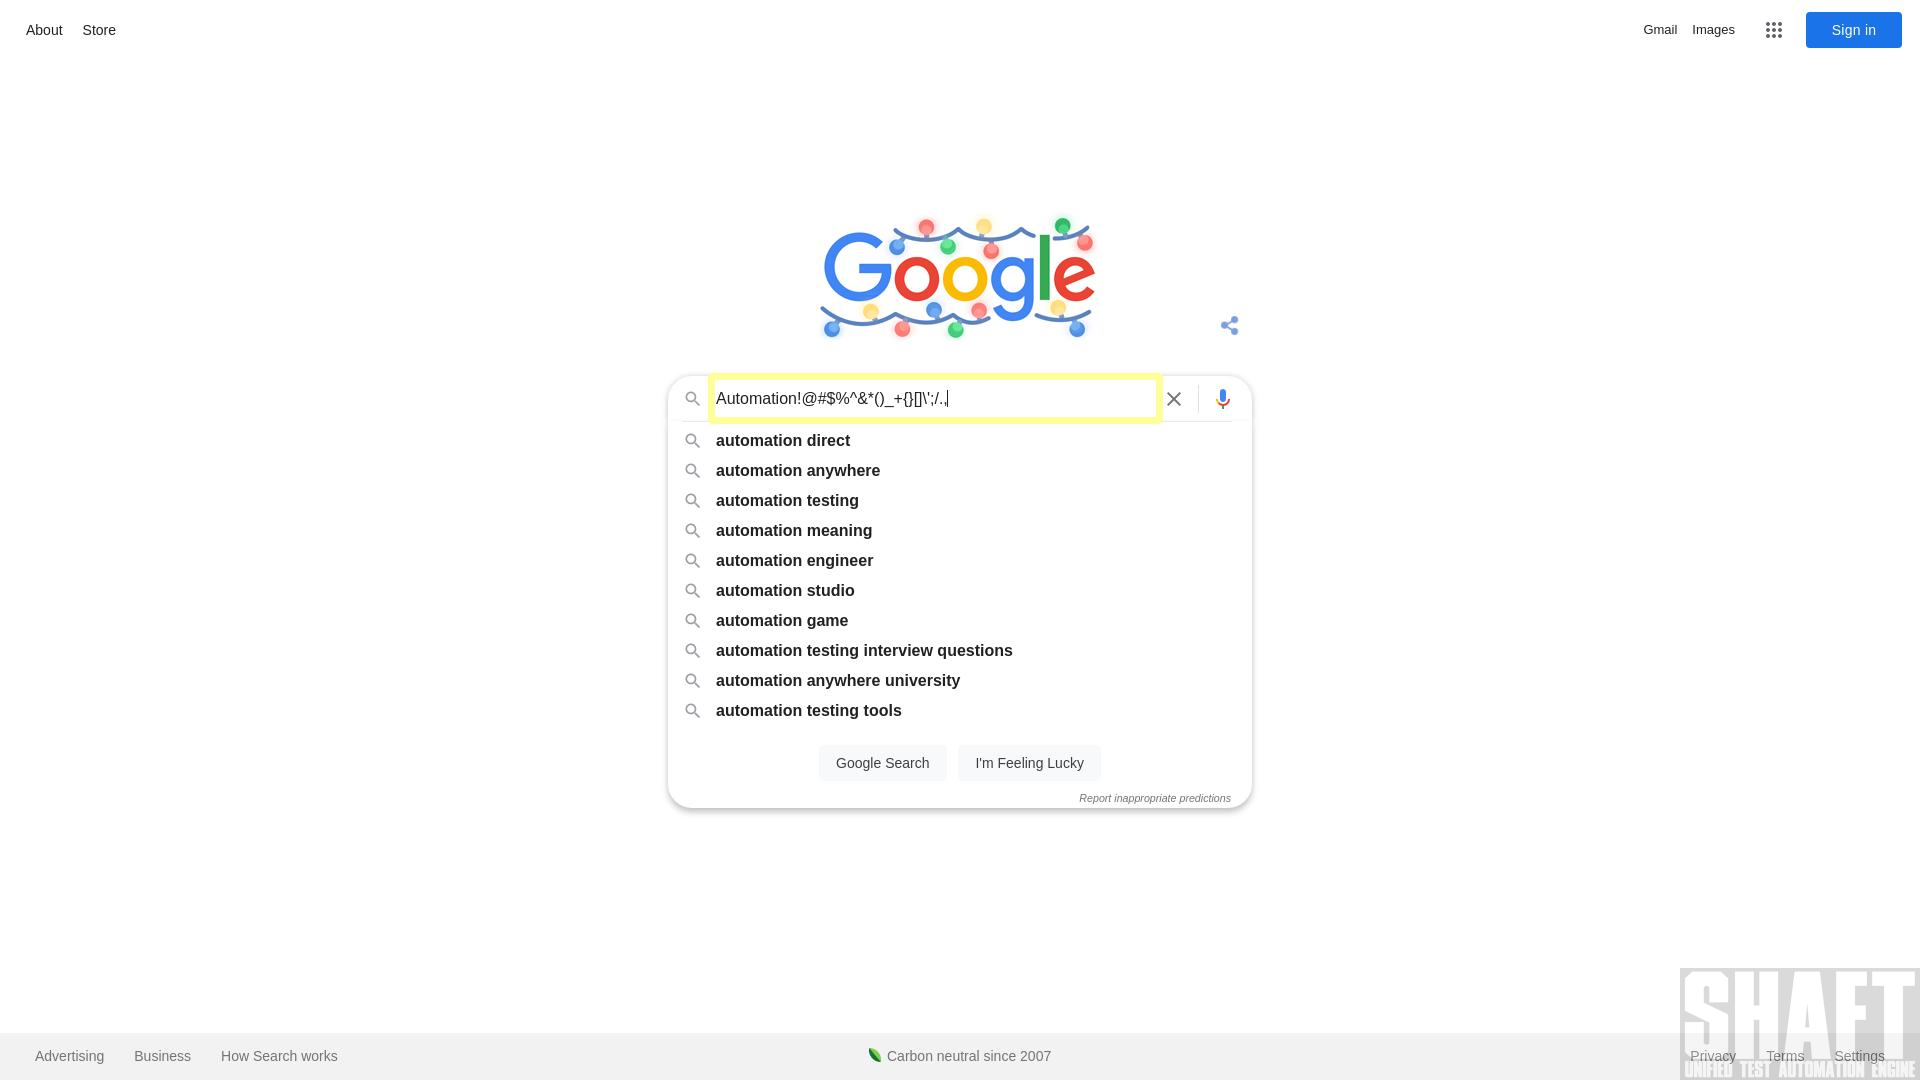 About Store
Gmail Images
Sign in
Google
Automation!@#$%^&*()_+{}[]\';/.,
automation direct
automation anywhere
automation testing
automation meaning
automation engineer
automation studio
automation game
automation testing interview questions
automation anywhere university
automation testing tools
Google Search I'm Feeling Lucky
Report inappropriate predictions
Advertising Business How Search works Carbon neutral since 2007 Privacy Terms Settings
SHAFT
UNIFIED TEST AUTOMATION ENGINE